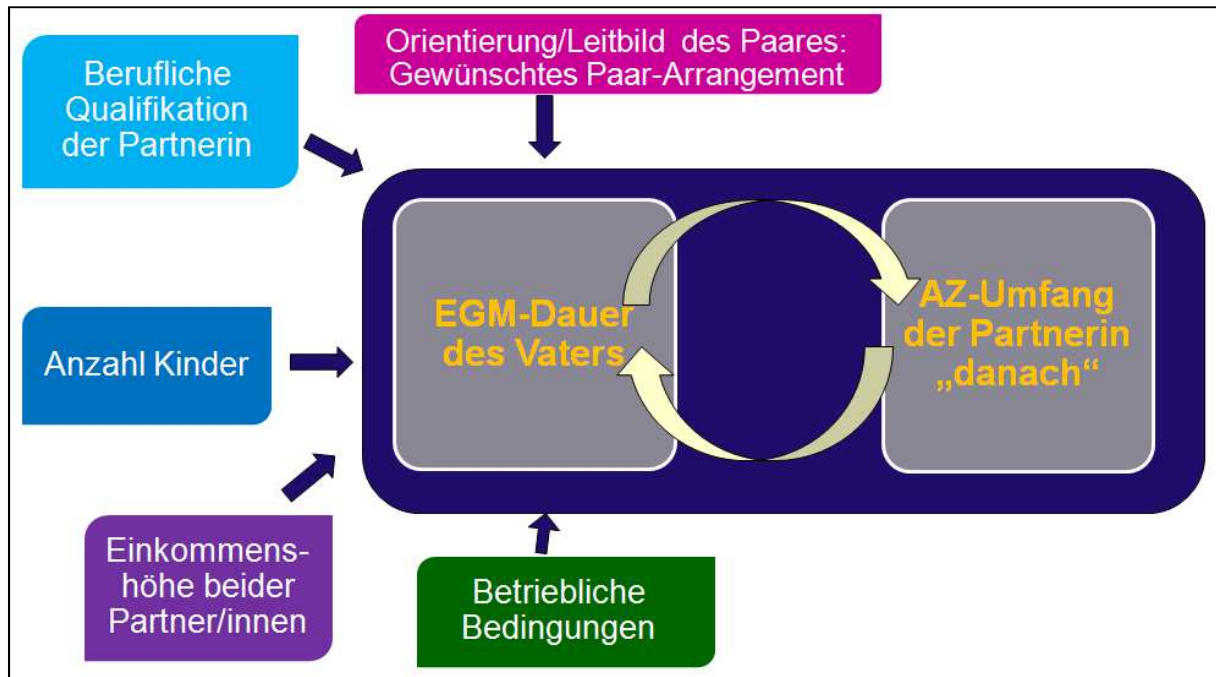 Orientierung/Leitbild des Paares:
Gewünschtes Paar-Arrangement
Berufliche
Qualifikation
der Partnerin
EGM-Dauer
des Vaters
AZ-Umfang
der Partnerin
„danach“
Anzahl Kinder
Einkommens-
höhe beider
Partner/innen
Betriebliche
Bedingungen